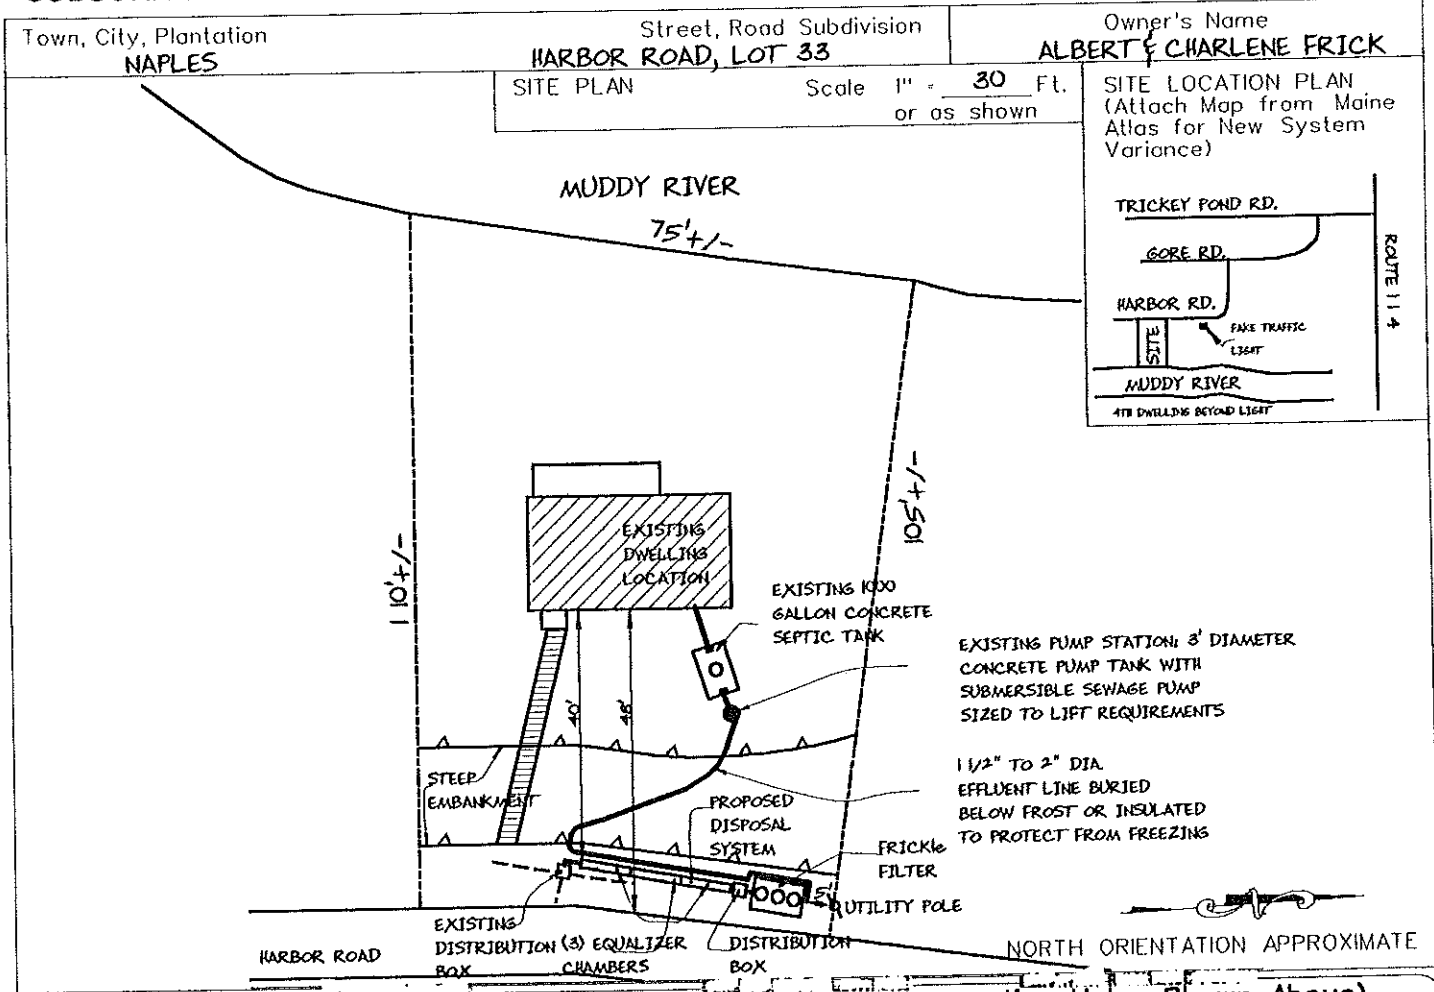 Town, City, Plantation
NAPLES
Street, Road Subdivision
HARBOR ROAD, LOT 33
Owner's Name
ALBERT & CHARLENE FRICK
SITE PLAN
Scale 1" = 30 Ft.
or as shown
SITE LOCATION PLAN
(Attach Map from Maine
Atlas for New System
Variance)
TRICKEY POND RD.
GORE RD.
HARBOR RD.
ROUTE 114
SITE
FAKE TRAFFIC
LIGHT
MUDDY RIVER
4TH DWELLING BEYOND LIGHT
MUDDY RIVER
75'+/-
110'+/-
105'+/-
EXISTING
DWELLING
LOCATION
EXISTING 1000
GALLON CONCRETE
SEPTIC TANK
EXISTING PUMP STATION: 3' DIAMETER
CONCRETE PUMP TANK WITH
SUBMERSIBLE SEWAGE PUMP
SIZED TO LIFT REQUIREMENTS
40'
48'
STEEP
EMBANKMENT
1 1/2" TO 2" DIA.
EFFLUENT LINE BURIED
BELOW FROST OR INSULATED
TO PROTECT FROM FREEZING
PROPOSED
DISPOSAL
SYSTEM
FRICKle
FILTER
UTILITY POLE
EXISTING
DISTRIBUTION
BOX
(3) EQUALIZER
CHAMBERS
DISTRIBUTION
BOX
HARBOR ROAD
NORTH ORIENTATION APPROXIMATE
Above)